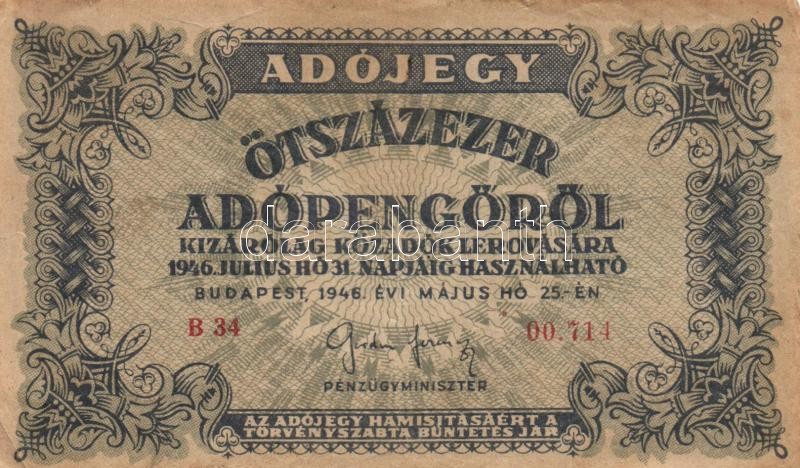 ADÓJEGY
ÖTSZÁZEZER
ADÓPENGŐRŐL
KIZÁRÓLAG KÖZADÓK LEROVÁSÁRA
1946. JULIUS HÓ 31. NAPJÁIG HASZNÁLHATÓ
BUDAPEST, 1946. ÉVI MÁJUS HÓ 25.-ÉN
B 34 00.714
PÉNZÜGYMINISZTER
AZ ADÓJEGY HAMISITÁSÁÉRT A
TÖRVÉNYSZABTA BÜNTETÉS JÁR
darabanth